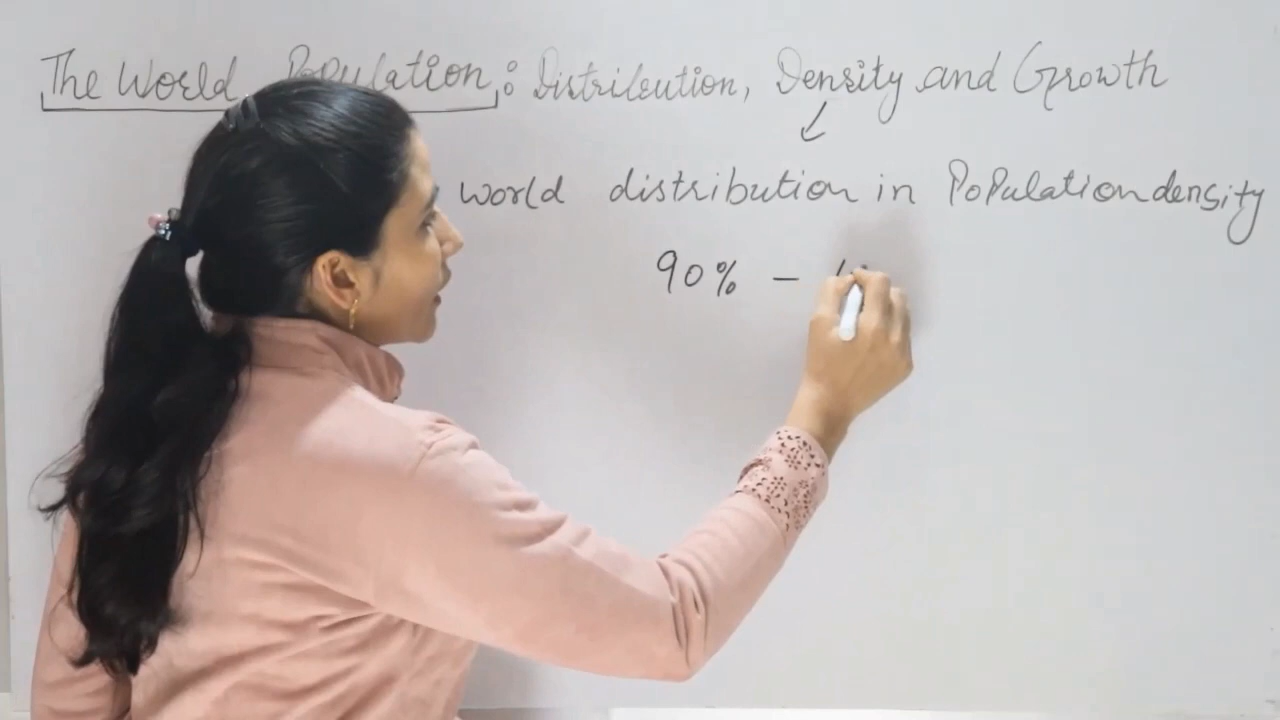 The World Population : Distribution, Density and Growth
world distribution in Population density
90% -